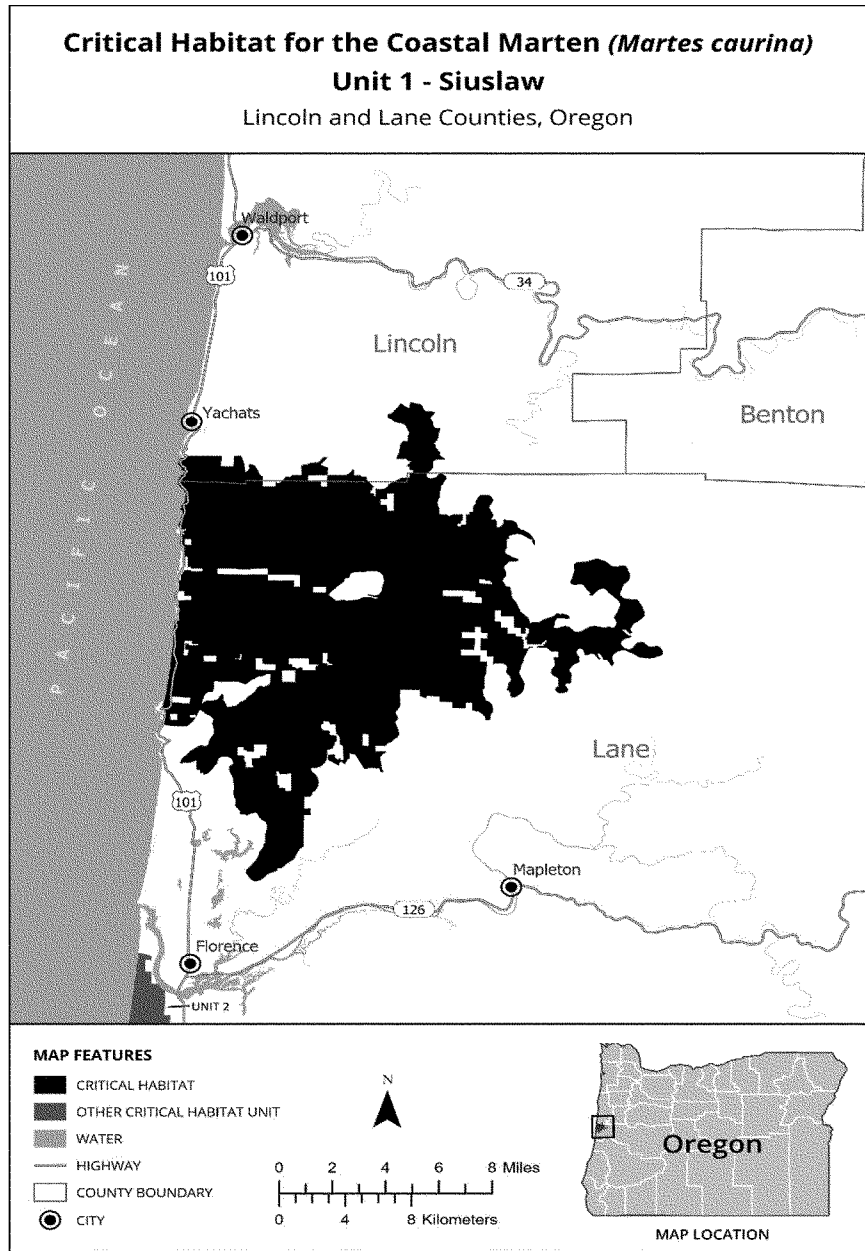 Critical Habitat for the Coastal Marten (Martes caurina)
Unit 1 - Siuslaw
Lincoln and Lane Counties, Oregon
Waldport
101
34
PACIFIC OCEAN
Lincoln
Yachats
Benton
Lane
101
Mapleton
126
Florence
UNIT 2
MAP FEATURES
CRITICAL HABITAT
OTHER CRITICAL HABITAT UNIT
WATER
HIGHWAY
COUNTY BOUNDARY
CITY
N
0 2 4 6 8 Miles
0 4 8 Kilometers
Oregon
MAP LOCATION